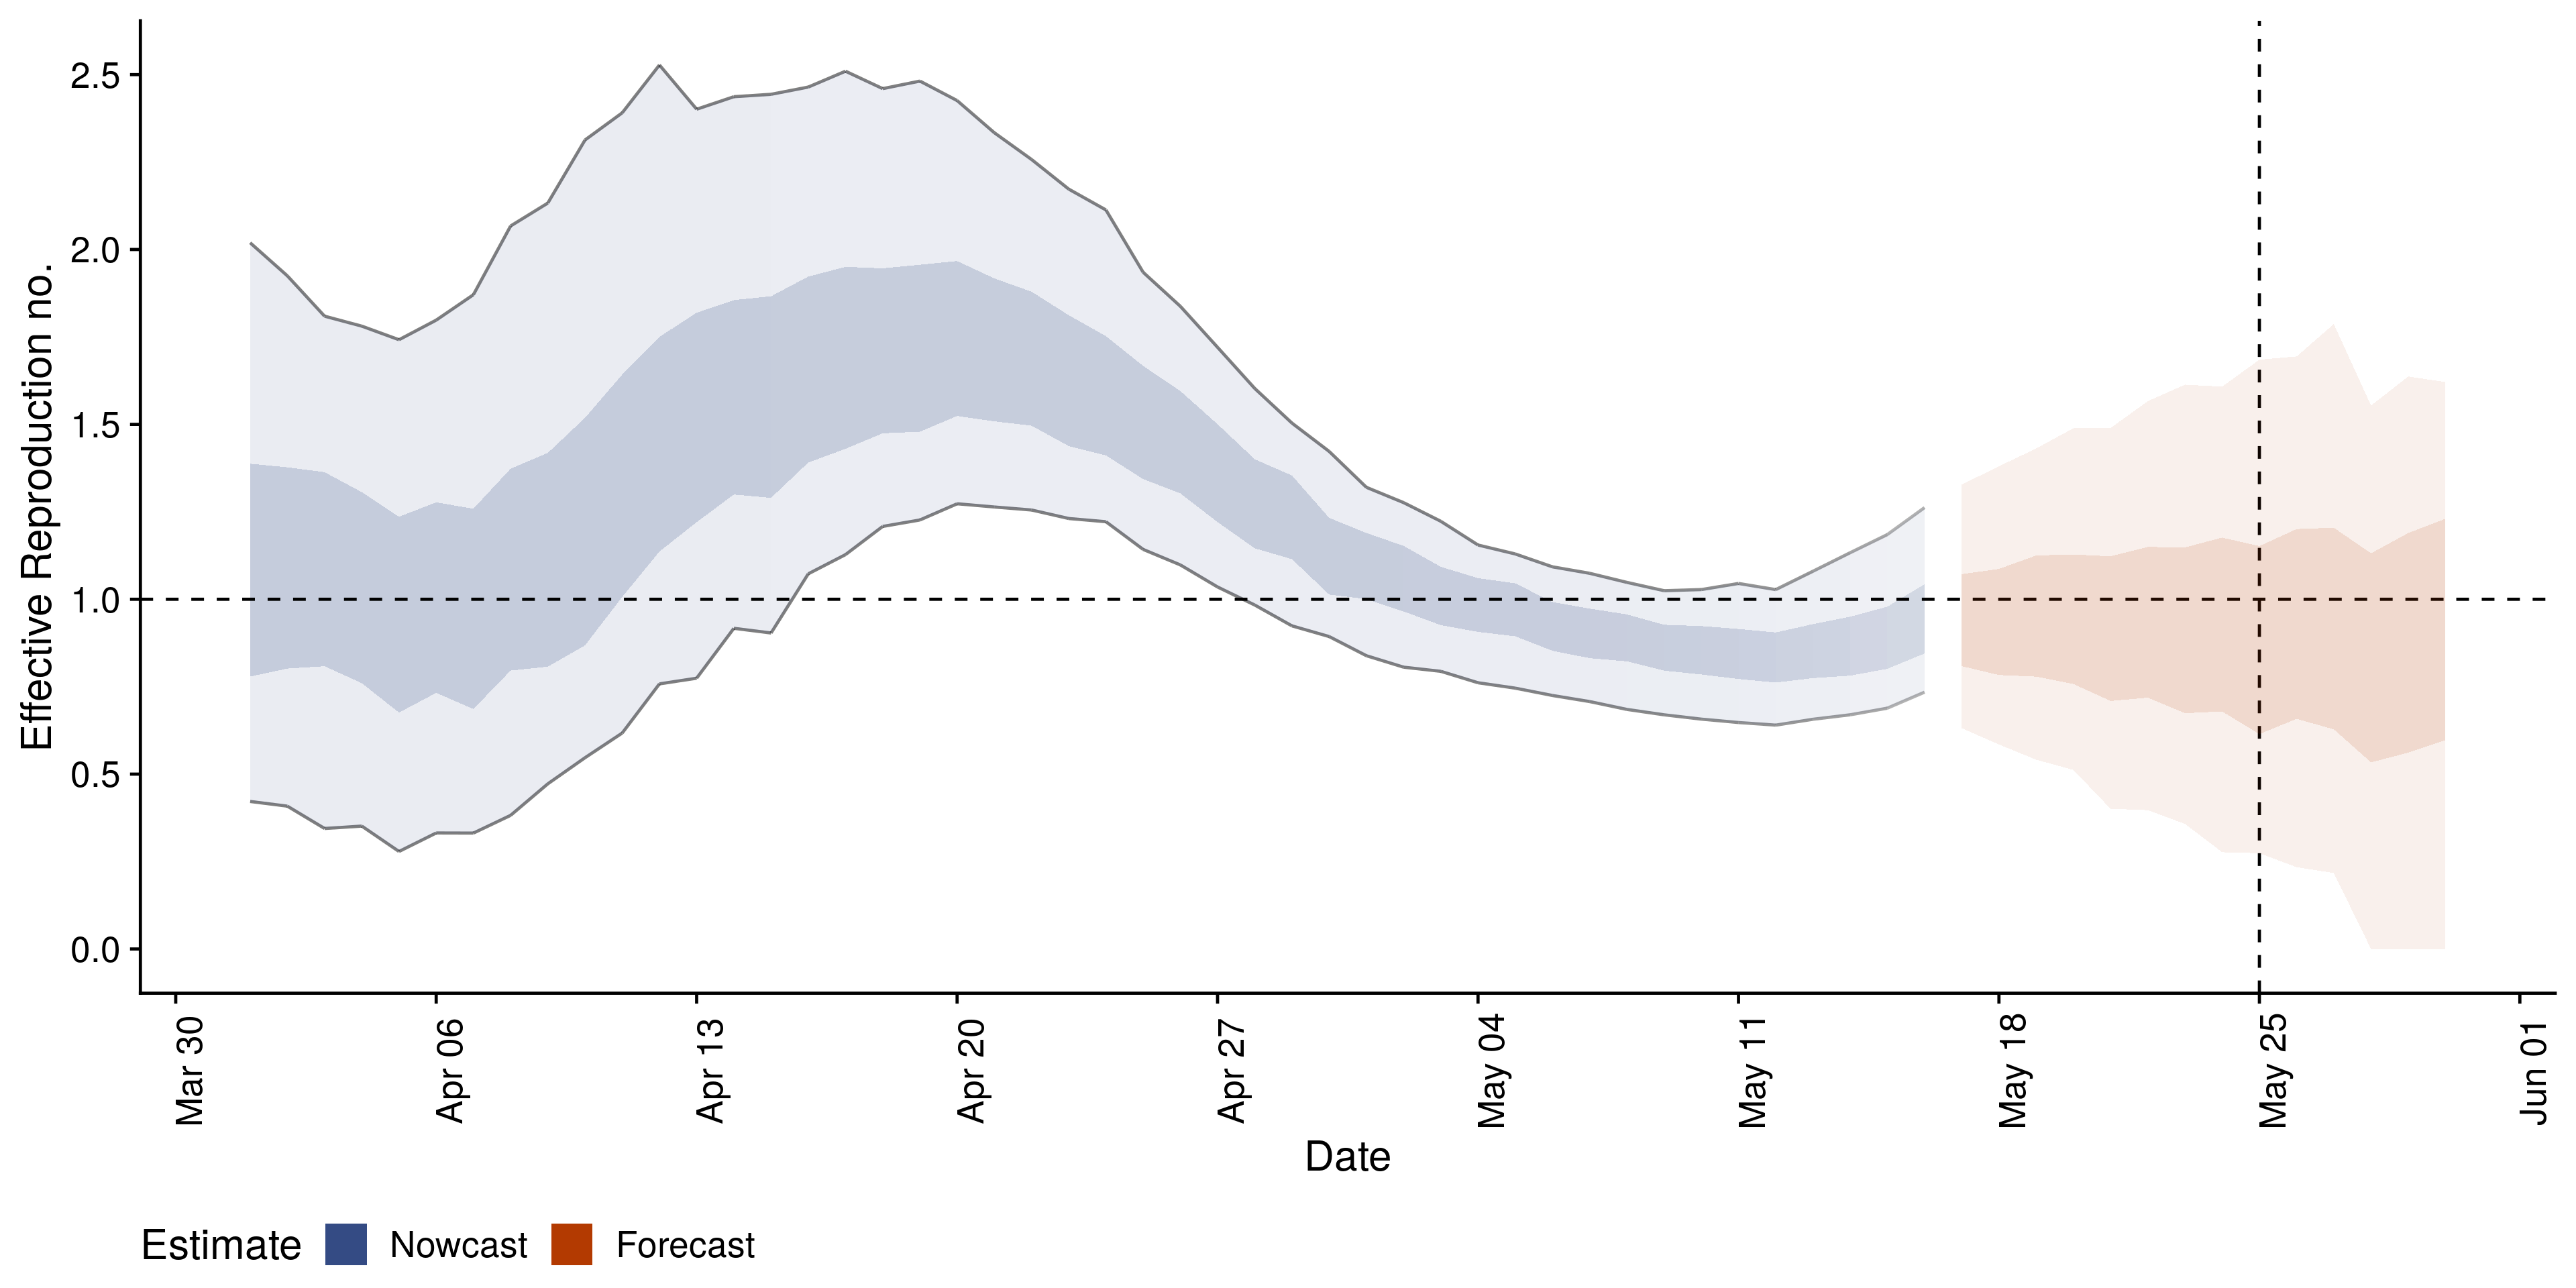 Effective Reproduction no.
2.5
2.0
1.5
1.0
0.5
0.0
Mar 30
Apr 06
Apr 13
Apr 20
Apr 27
May 04
May 11
May 18
May 25
Jun 01
Date
Estimate Nowcast Forecast